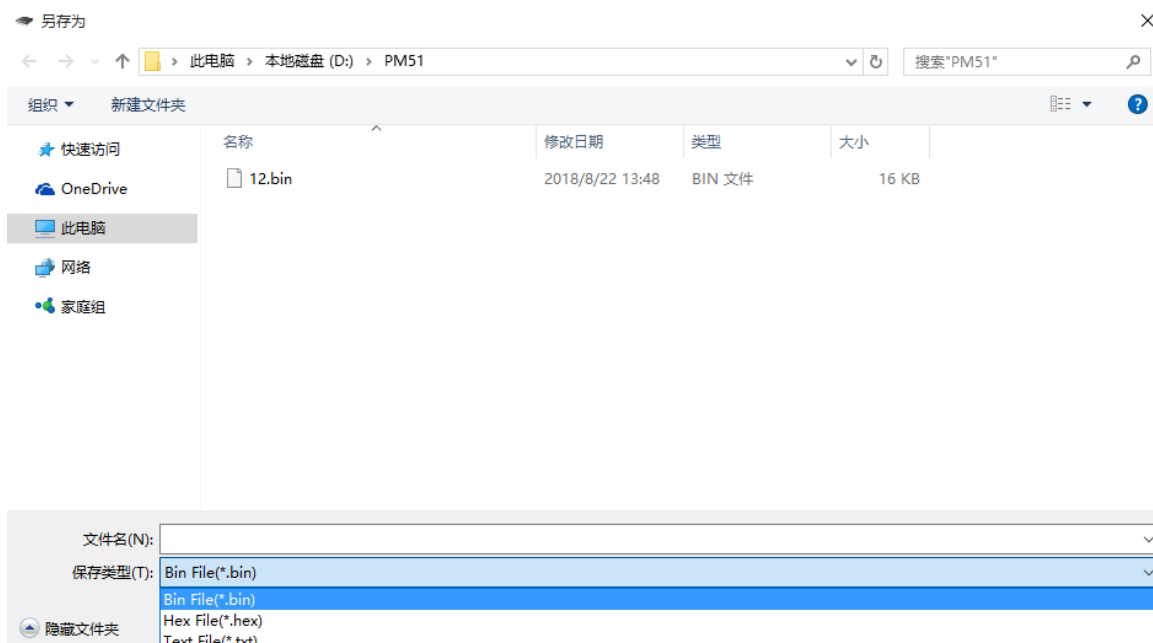 另存为
此电脑 › 本地磁盘 (D:) › PM51
搜索"PM51"
组织
新建文件夹
名称 修改日期 类型 大小
快速访问
12.bin 2018/8/22 13:48 BIN 文件 16 KB
OneDrive
此电脑
网络
家庭组
文件名(N):
保存类型(T): Bin File(*.bin)
Bin File(*.bin)
Hex File(*.hex)
隐藏文件夹
Text File(*.txt)